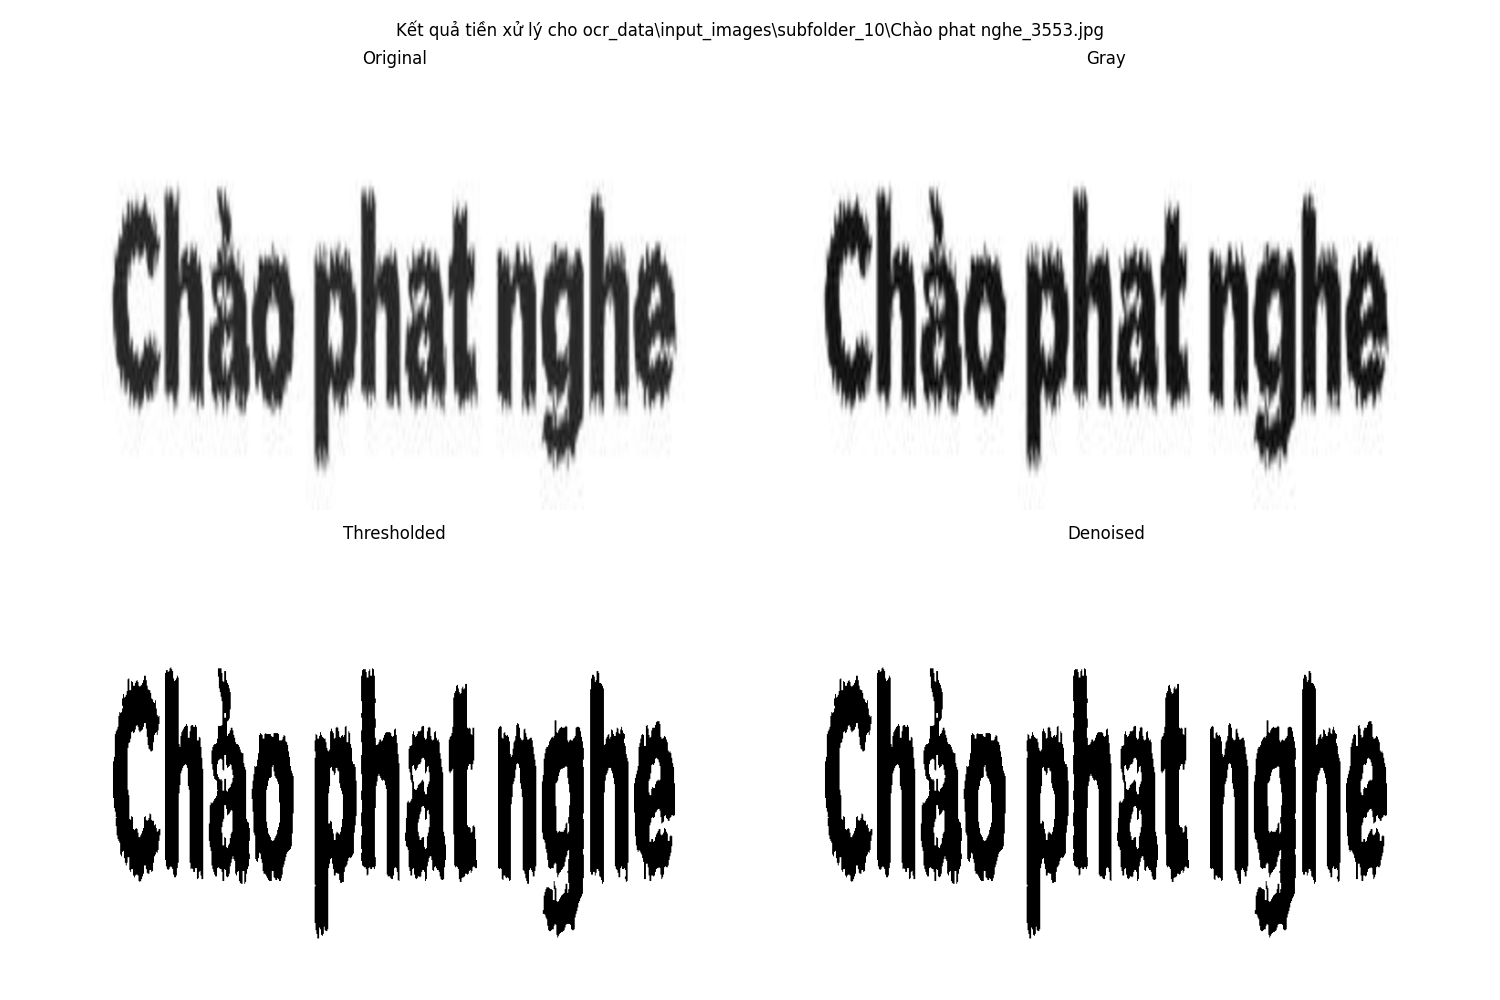 Kết quả tiền xử lý cho ocr_data\input_images\subfolder_10\Chào phat nghe_3553.jpg
Original
Gray
Chào phat nghe
Chào phat nghe
Thresholded
Denoised
Chào phat nghe
Chào phat nghe